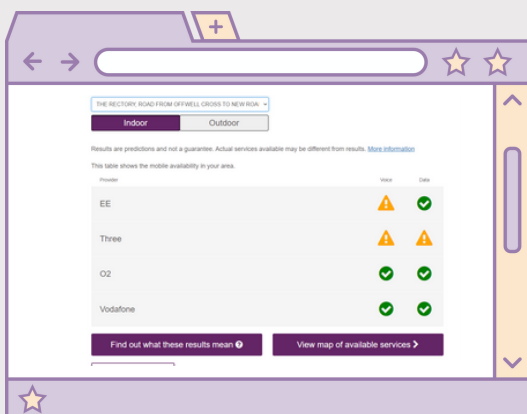 THE RECTORY, ROAD FROM OFFWELL CROSS TO NEW ROA
Indoor Outdoor
Results are predictions and not a guarantee. Actual services available may be different from results. More information
This table shows the mobile availability in your area.
Provider Voice Data
EE
Three
O2
Vodafone
Find out what these results mean ? View map of available services >